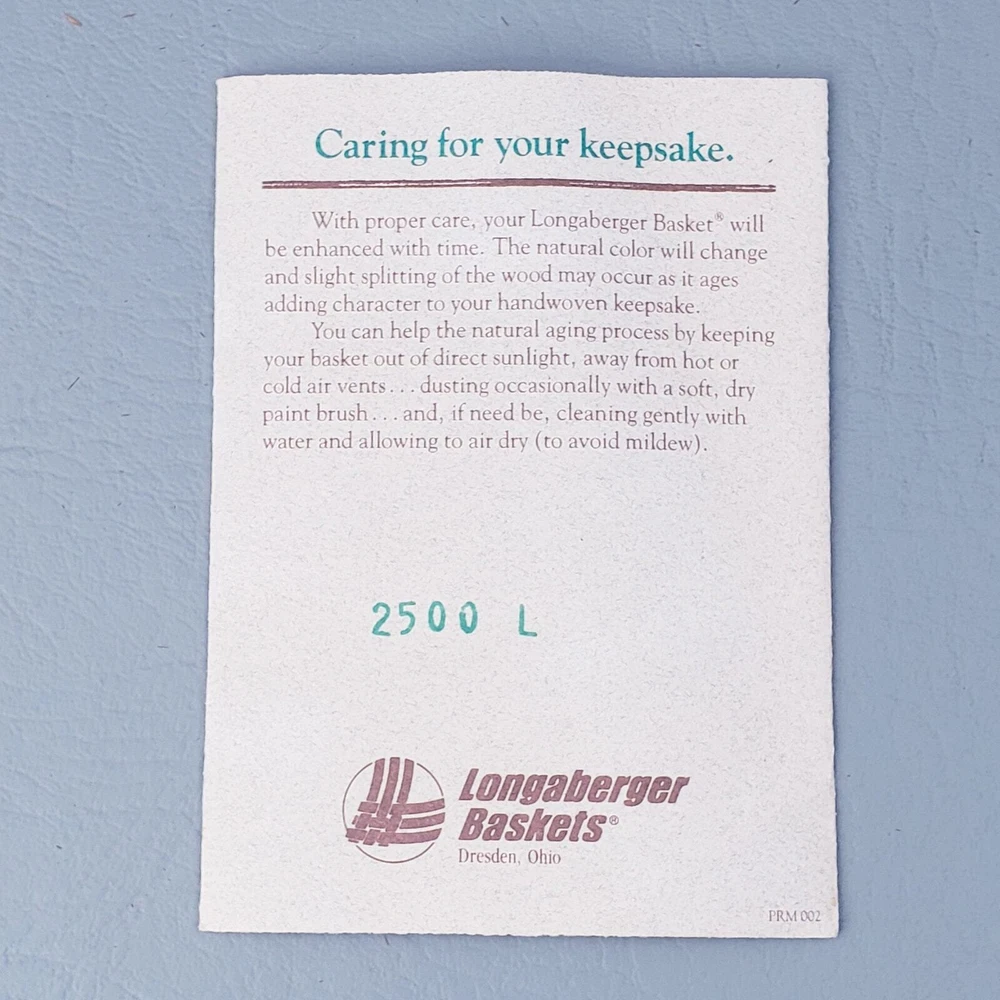 Caring for your keepsake.
With proper care, your Longaberger Basket® will
be enhanced with time. The natural color will change
and slight splitting of the wood may occur as it ages
adding character to your handwoven keepsake.
You can help the natural aging process by keeping
your basket out of direct sunlight, away from hot or
cold air vents . . . dusting occasionally with a soft, dry
paint brush . . . and, if need be, cleaning gently with
water and allowing to air dry (to avoid mildew).
2500 L
Longaberger
Baskets®
Dresden, Ohio
PRM 002